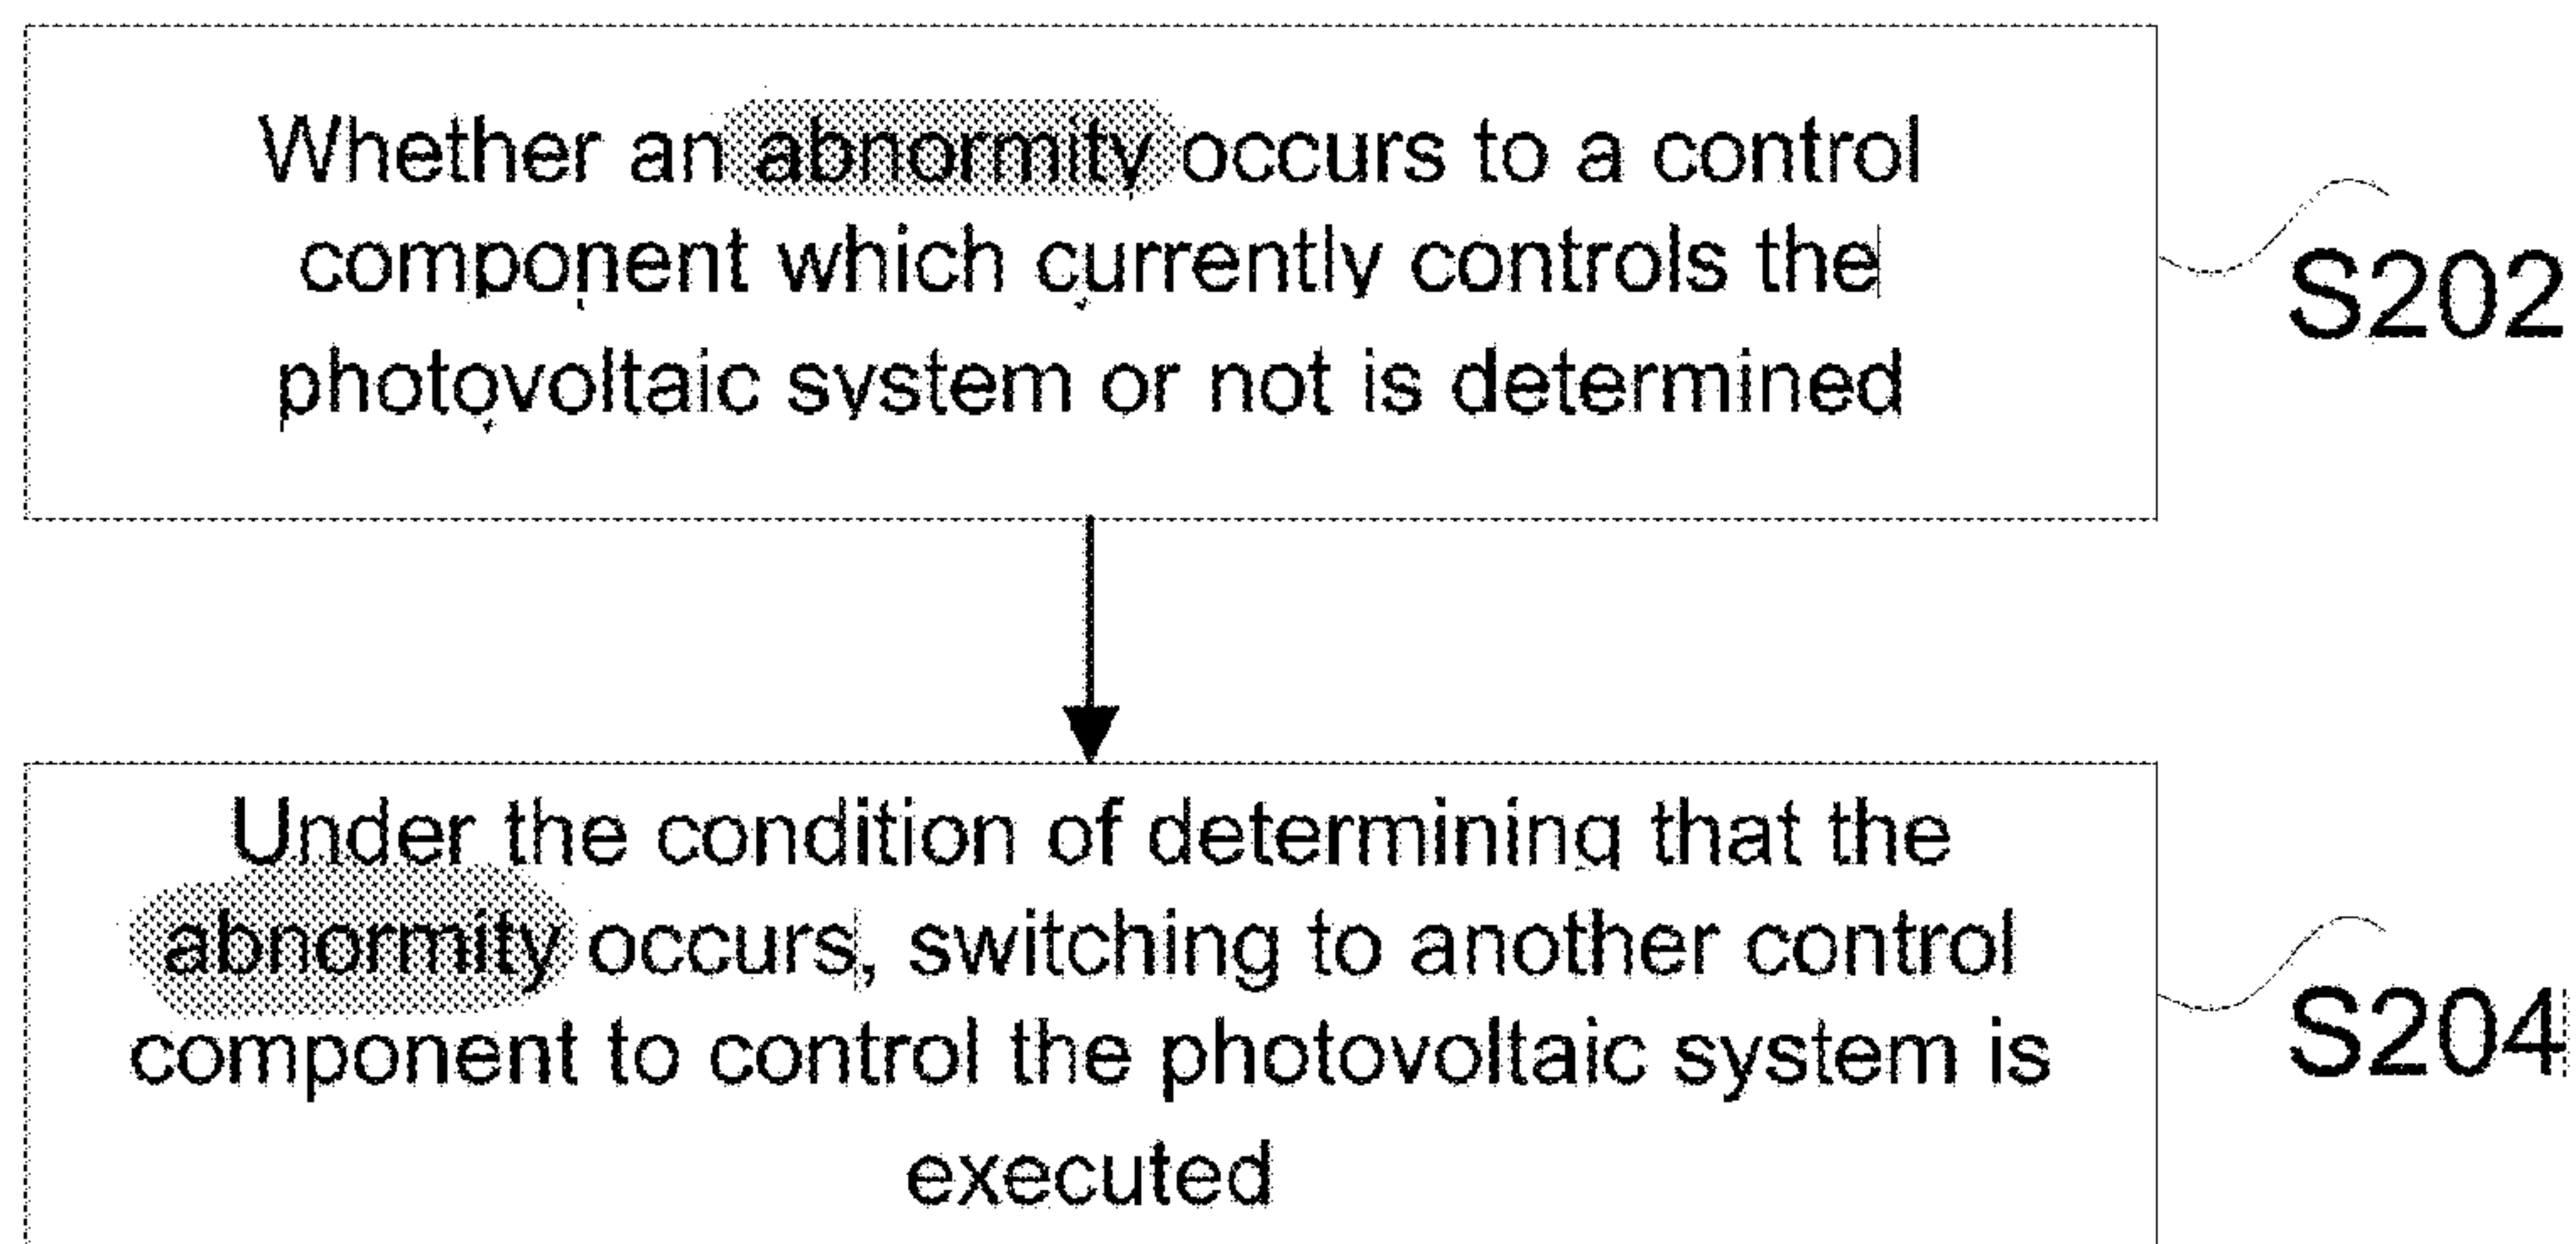 Whether an abnormity occurs to a control
component which currently controls the
photovoltaic system or not is determined
S202
Under the condition of determining that the
abnormity occurs, switching to another control
component to control the photovoltaic system is
executed
S204